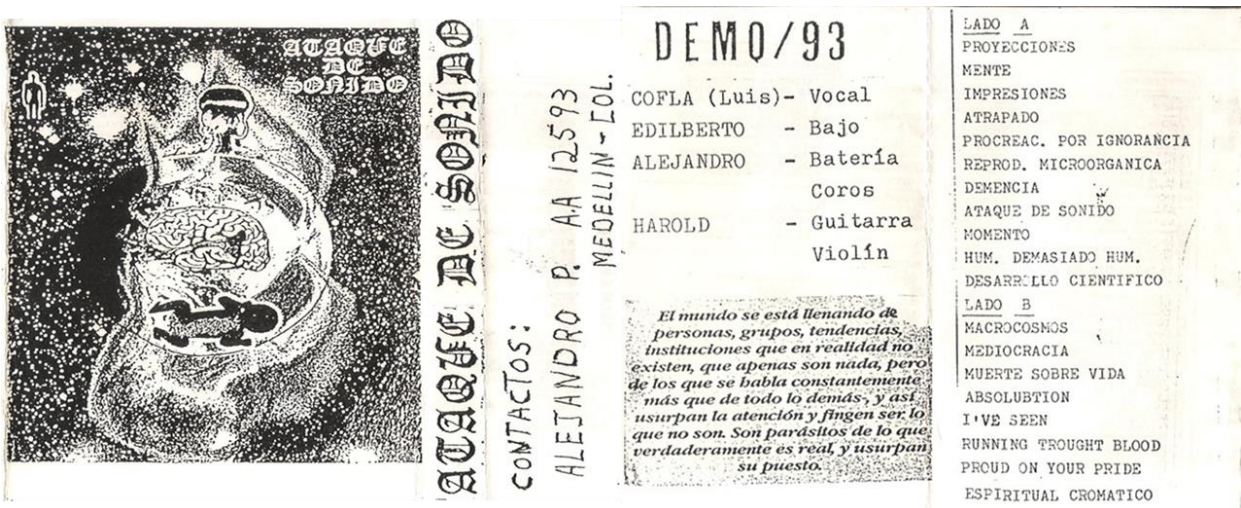 ATAQUE
DE
SONIDO
ATAQUE DE SONIDO
CONTACTOS:
ALEJANDRO P. AA 12593
MEDELLIN-COL.
DEMO/93
COFLA (Luis)- Vocal
EDILBERTO - Bajo
ALEJANDRO - Batería
Coros
HAROLD - Guitarra
Violín
El mundo se está llenando de
personas, grupos, tendencias,
instituciones que en realidad no
existen, que apenas son nada, pero
de los que se habla constantemente
más que de todo lo demás, y así
usurpan la atención y fingen ser lo
que no son. Son parásitos de lo que
verdaderamente es real, y usurpan
su puesto.
LADO A
PROYECCIONES
MENTE
IMPRESIONES
ATRAPADO
PROCREAC. POR IGNORANCIA
REPROD. MICROORGANICA
DEMENCIA
ATAQUE DE SONIDO
MOMENTO
HUM. DEMASIADO HUM.
DESARROLLO CIENTIFICO
LADO B
MACROCOSMOS
MEDIOCRACIA
MUERTE SOBRE VIDA
ABSOLUBTION
I'VE SEEN
RUNNING TROUGHT BLOOD
PROUD ON YOUR PRIDE
ESPIRITUAL CROMATICO